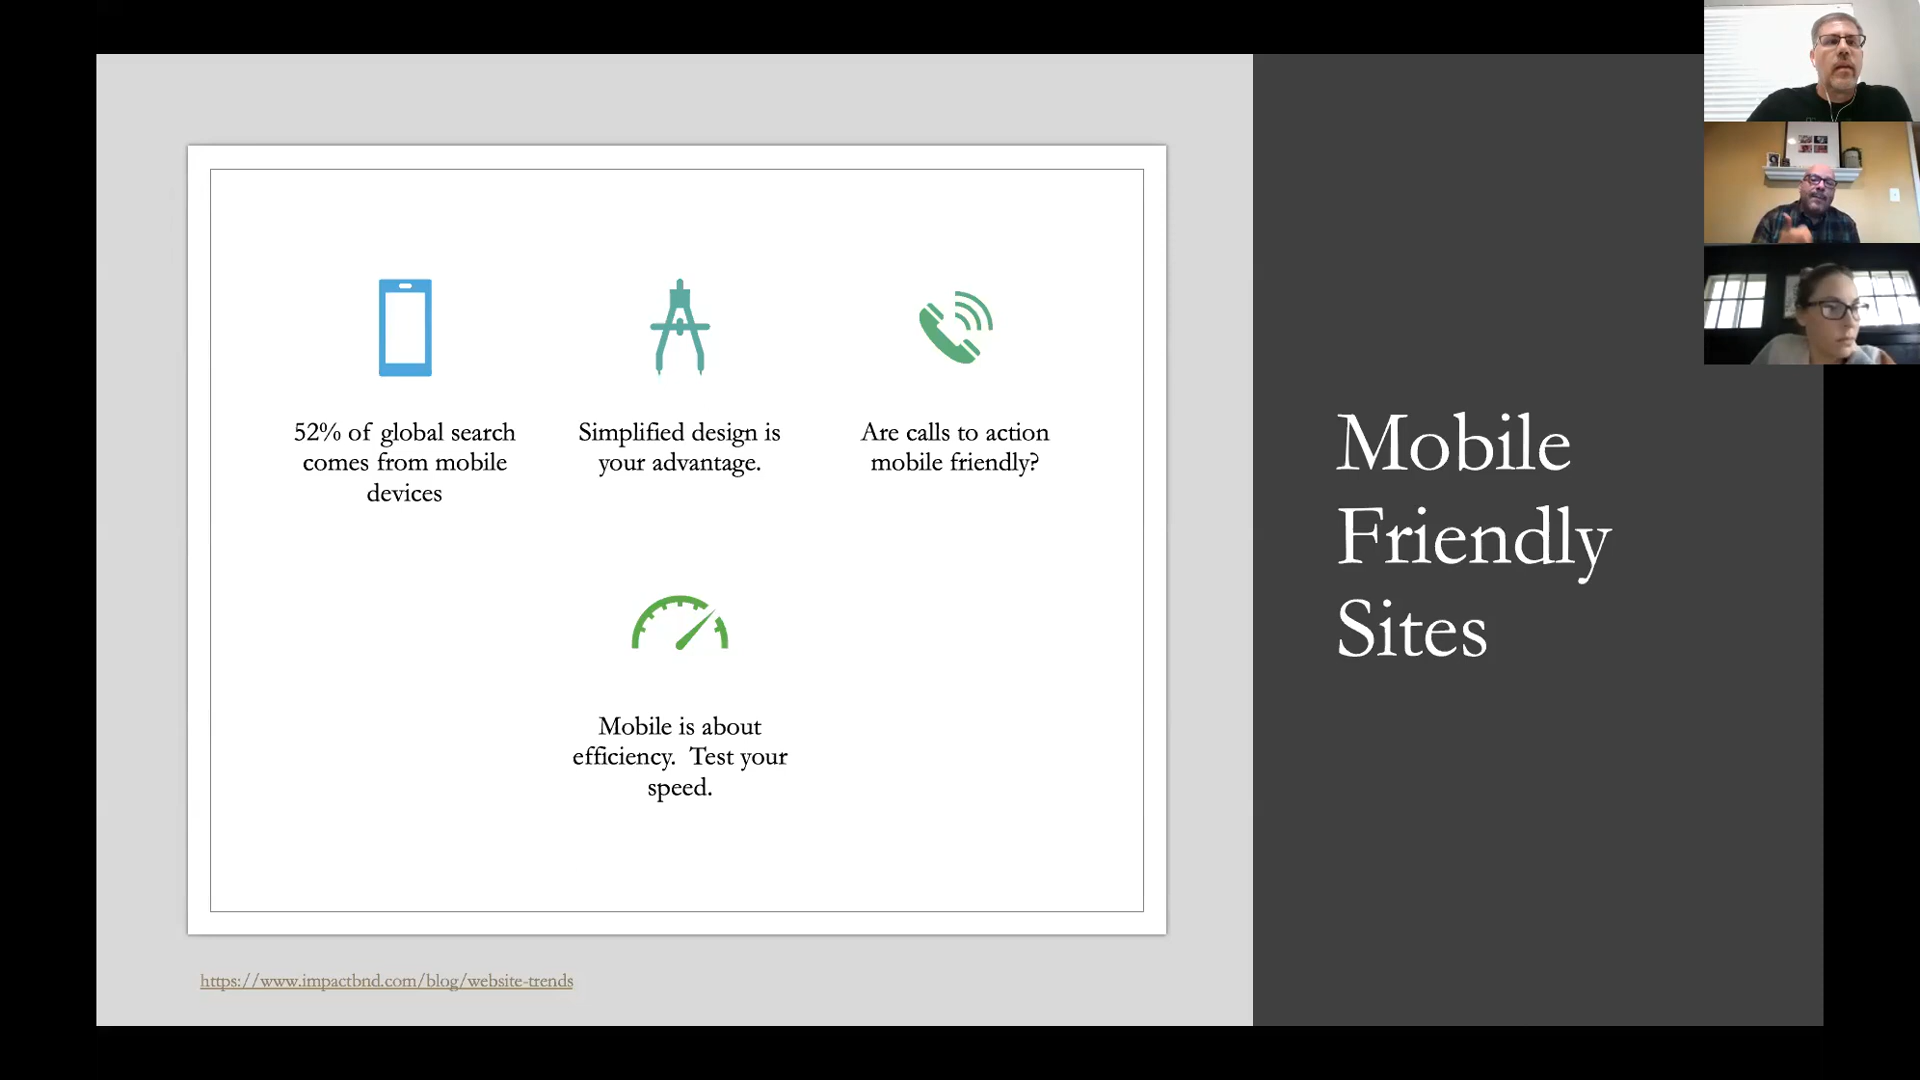 52% of global search
comes from mobile
devices
Simplified design is
your advantage.
Are calls to action
mobile friendly?
Mobile is about
efficiency.  Test your
speed.
Mobile
Friendly
Sites
https://www.impactbnd.com/blog/website-trends